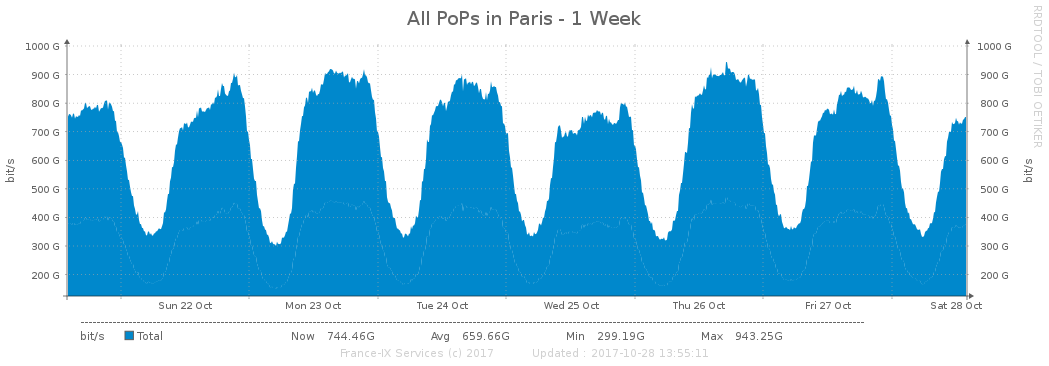 All PoPs in Paris - 1 Week
RRDTOOL / TOBI OETIKER
1000 G 1000 G
900 G 900 G
800 G 800 G
700 G 700 G
600 G 600 G
500 G 500 G
400 G 400 G
300 G 300 G
200 G 200 G
bit/s bit/s
Sun 22 Oct Mon 23 Oct Tue 24 Oct Wed 25 Oct Thu 26 Oct Fri 27 Oct Sat 28 Oct
bit/s Total Now 744.46G Avg 659.66G Min 299.19G Max 943.25G
France-IX Services (c) 2017 Updated : 2017-10-28 13:55:11